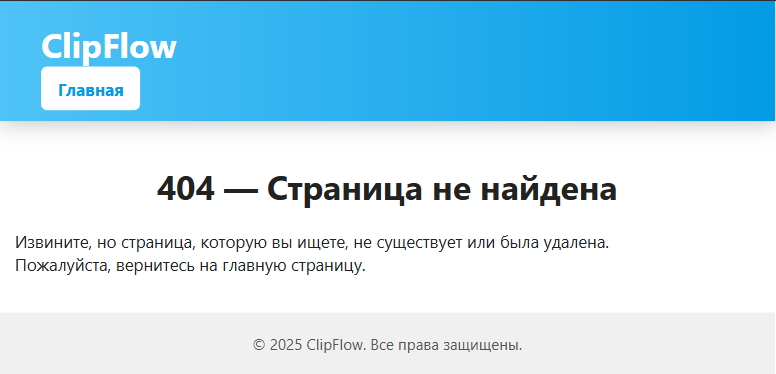 ClipFlow
Главная
404 — Страница не найдена
Извините, но страница, которую вы ищете, не существует или была удалена.
Пожалуйста, вернитесь на главную страницу.
© 2025 ClipFlow. Все права защищены.